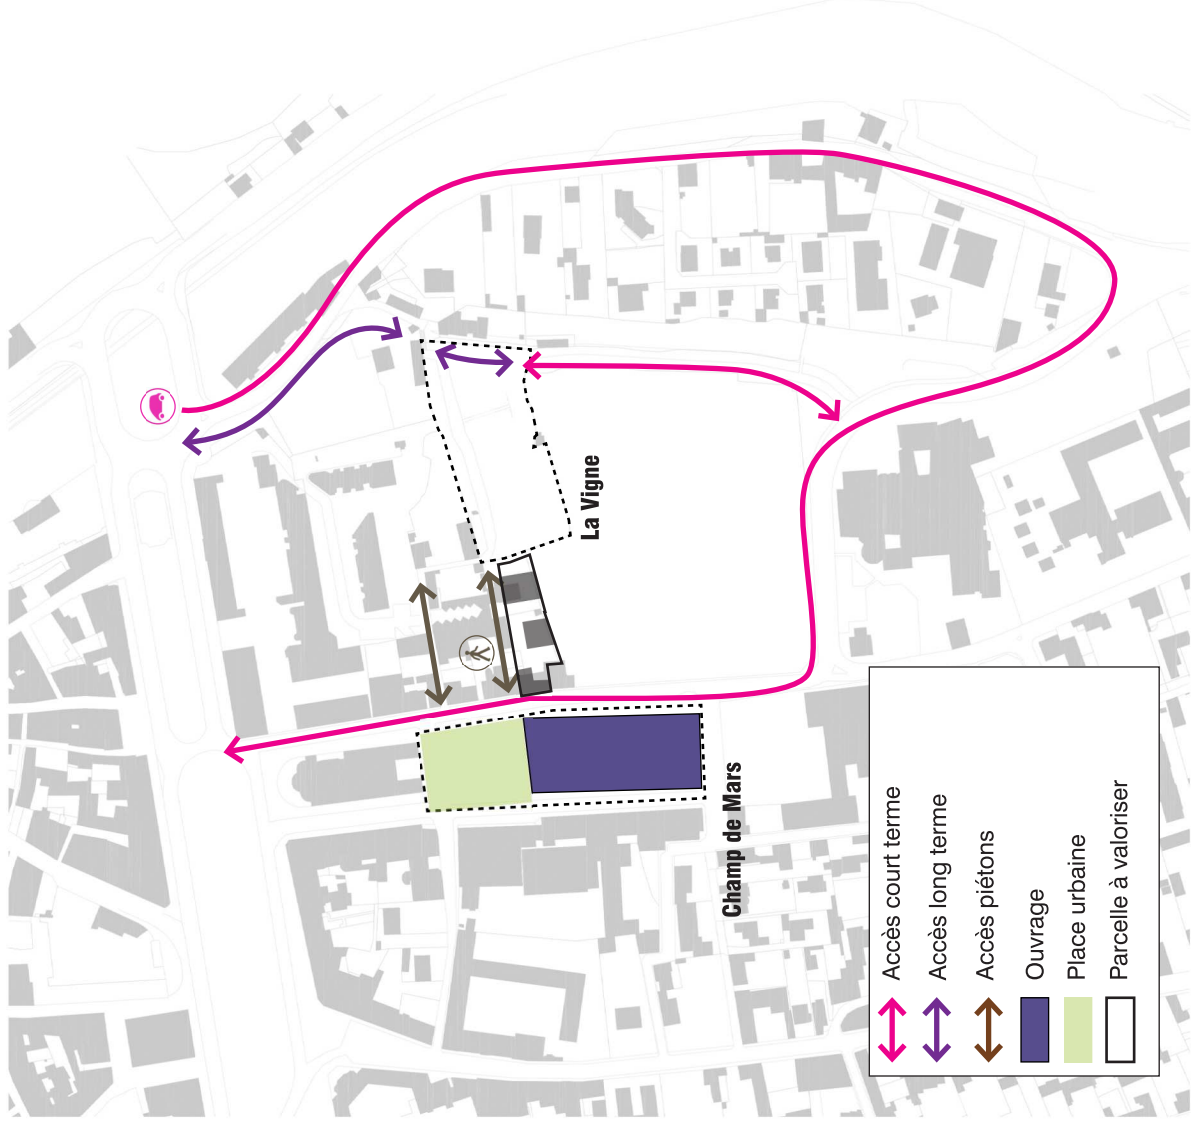 La Vigne
Champ de Mars
Accès court terme
Accès long terme
Accès piétons
Ouvrage
Place urbaine
Parcelle à valoriser